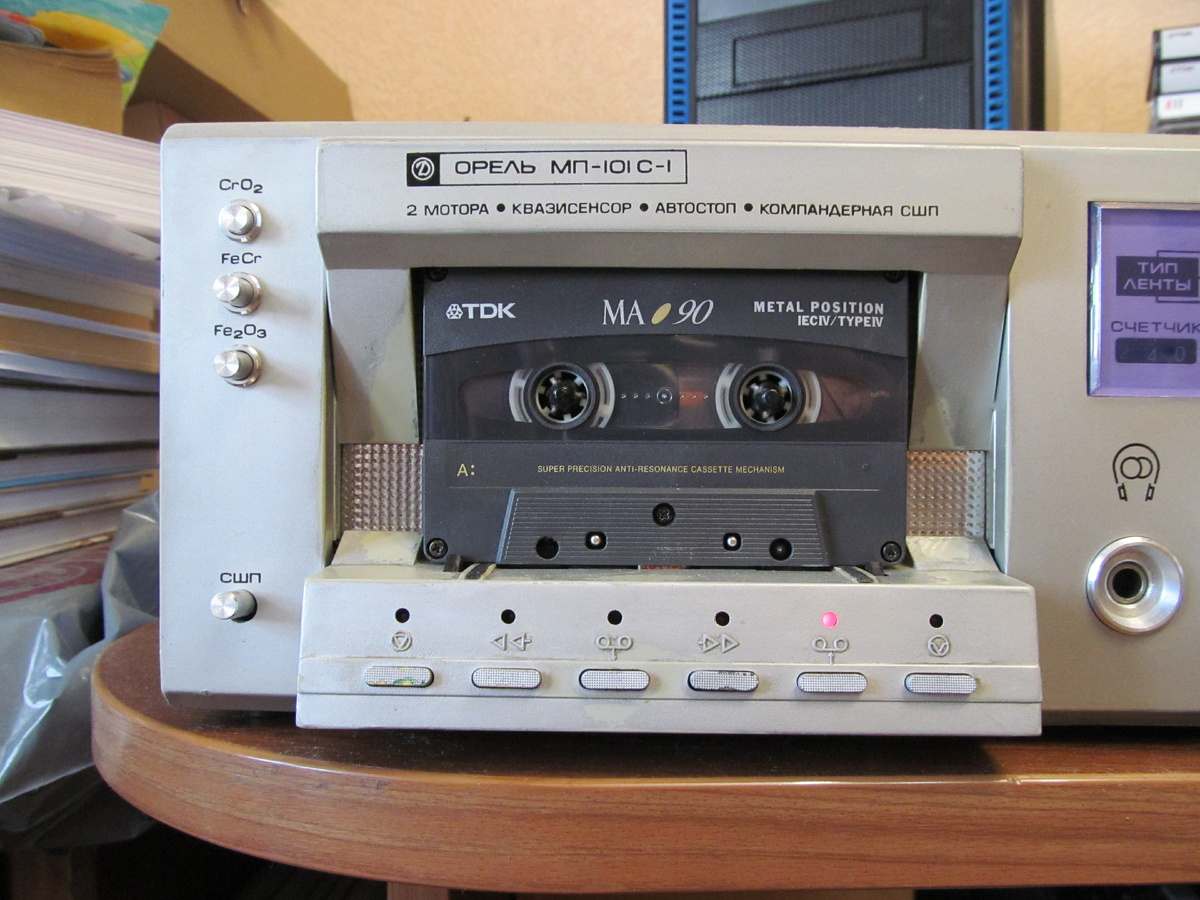 ОРЕЛЬ МП-101С-1
2 МОТОРА • КВАЗИСЕНСОР • АВТОСТОП • КОМПАНДЕРНАЯ СШП
CrO2
FeCr
Fe2O3
СШП
TDK
MA 90
METAL POSITION
IECIV/TYPEIV
A:
SUPER PRECISION ANTI-RESONANCE CASSETTE MECHANISM
ТИП
ЛЕНТЫ
СЧЕТЧИК